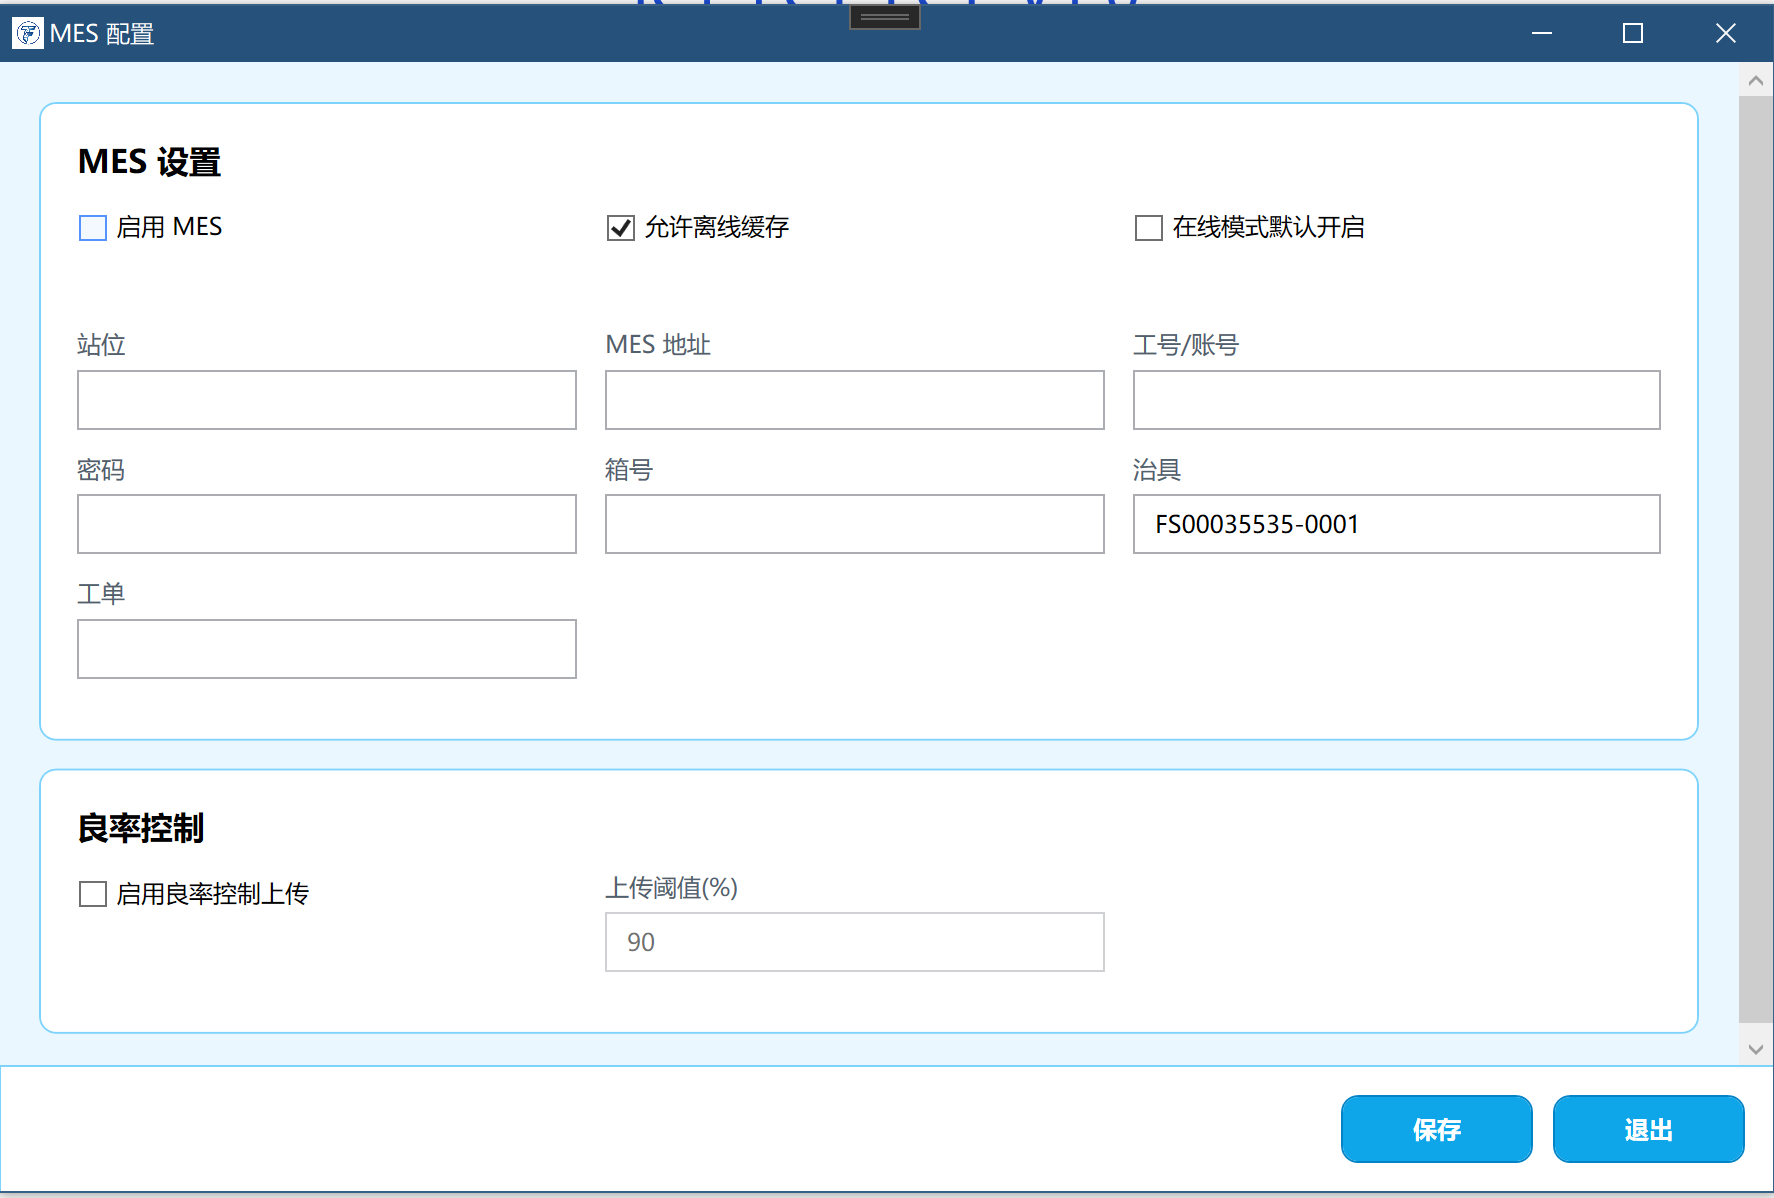 MES 配置
MES 设置
启用 MES
允许离线缓存
在线模式默认开启
站位
MES 地址
工号/账号
密码
箱号
治具
FS00035535-0001
工单
良率控制
启用良率控制上传
上传阈值(%)
90
保存
退出